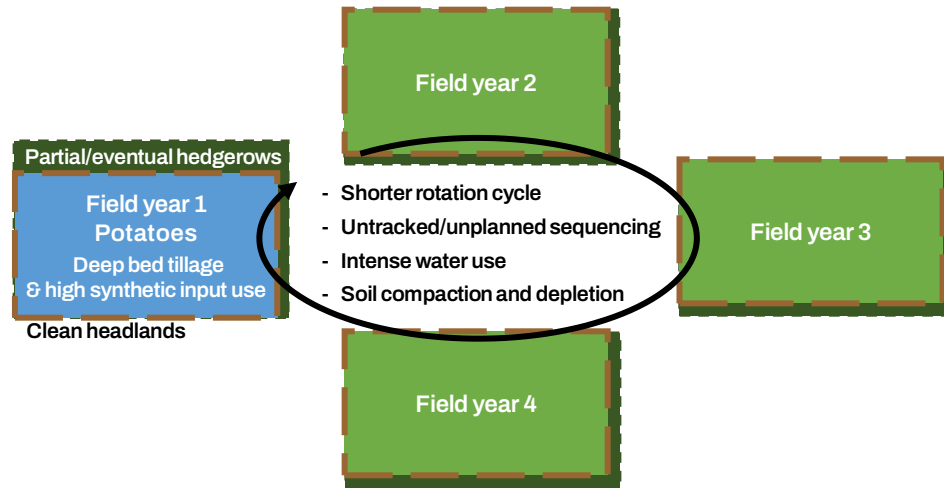 Field year 2
Partial/eventual hedgerows
Field year 1
Potatoes
Deep bed tillage
& high synthetic input use
Clean headlands
- Shorter rotation cycle
- Untracked/unplanned sequencing
- Intense water use
- Soil compaction and depletion
Field year 3
Field year 4